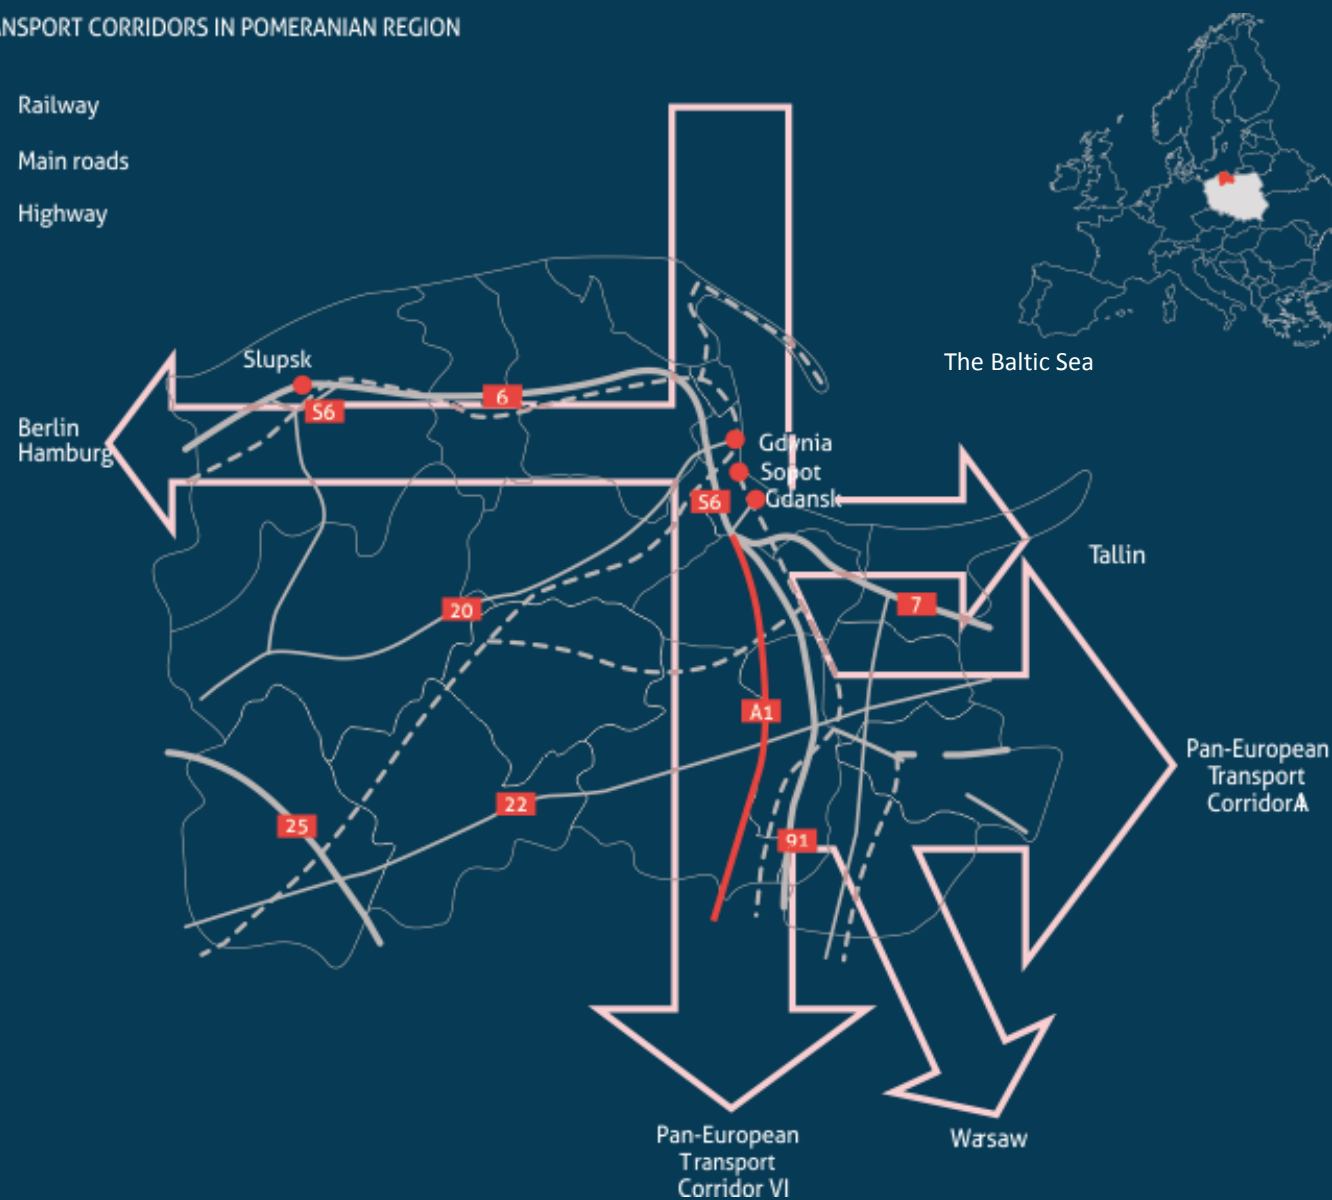 ANSPORT CORRIDORS IN POMERANIAN REGION
Railway
Main roads
Highway
The Baltic Sea
Slupsk
S6
6
Berlin
Hamburg
Gdynia
Sopot
S6
Gdansk
Tallin
20
7
A1
Pan-European
Transport
CorridorA
22
25
91
Pan-European
Transport
Corridor VI
Warsaw